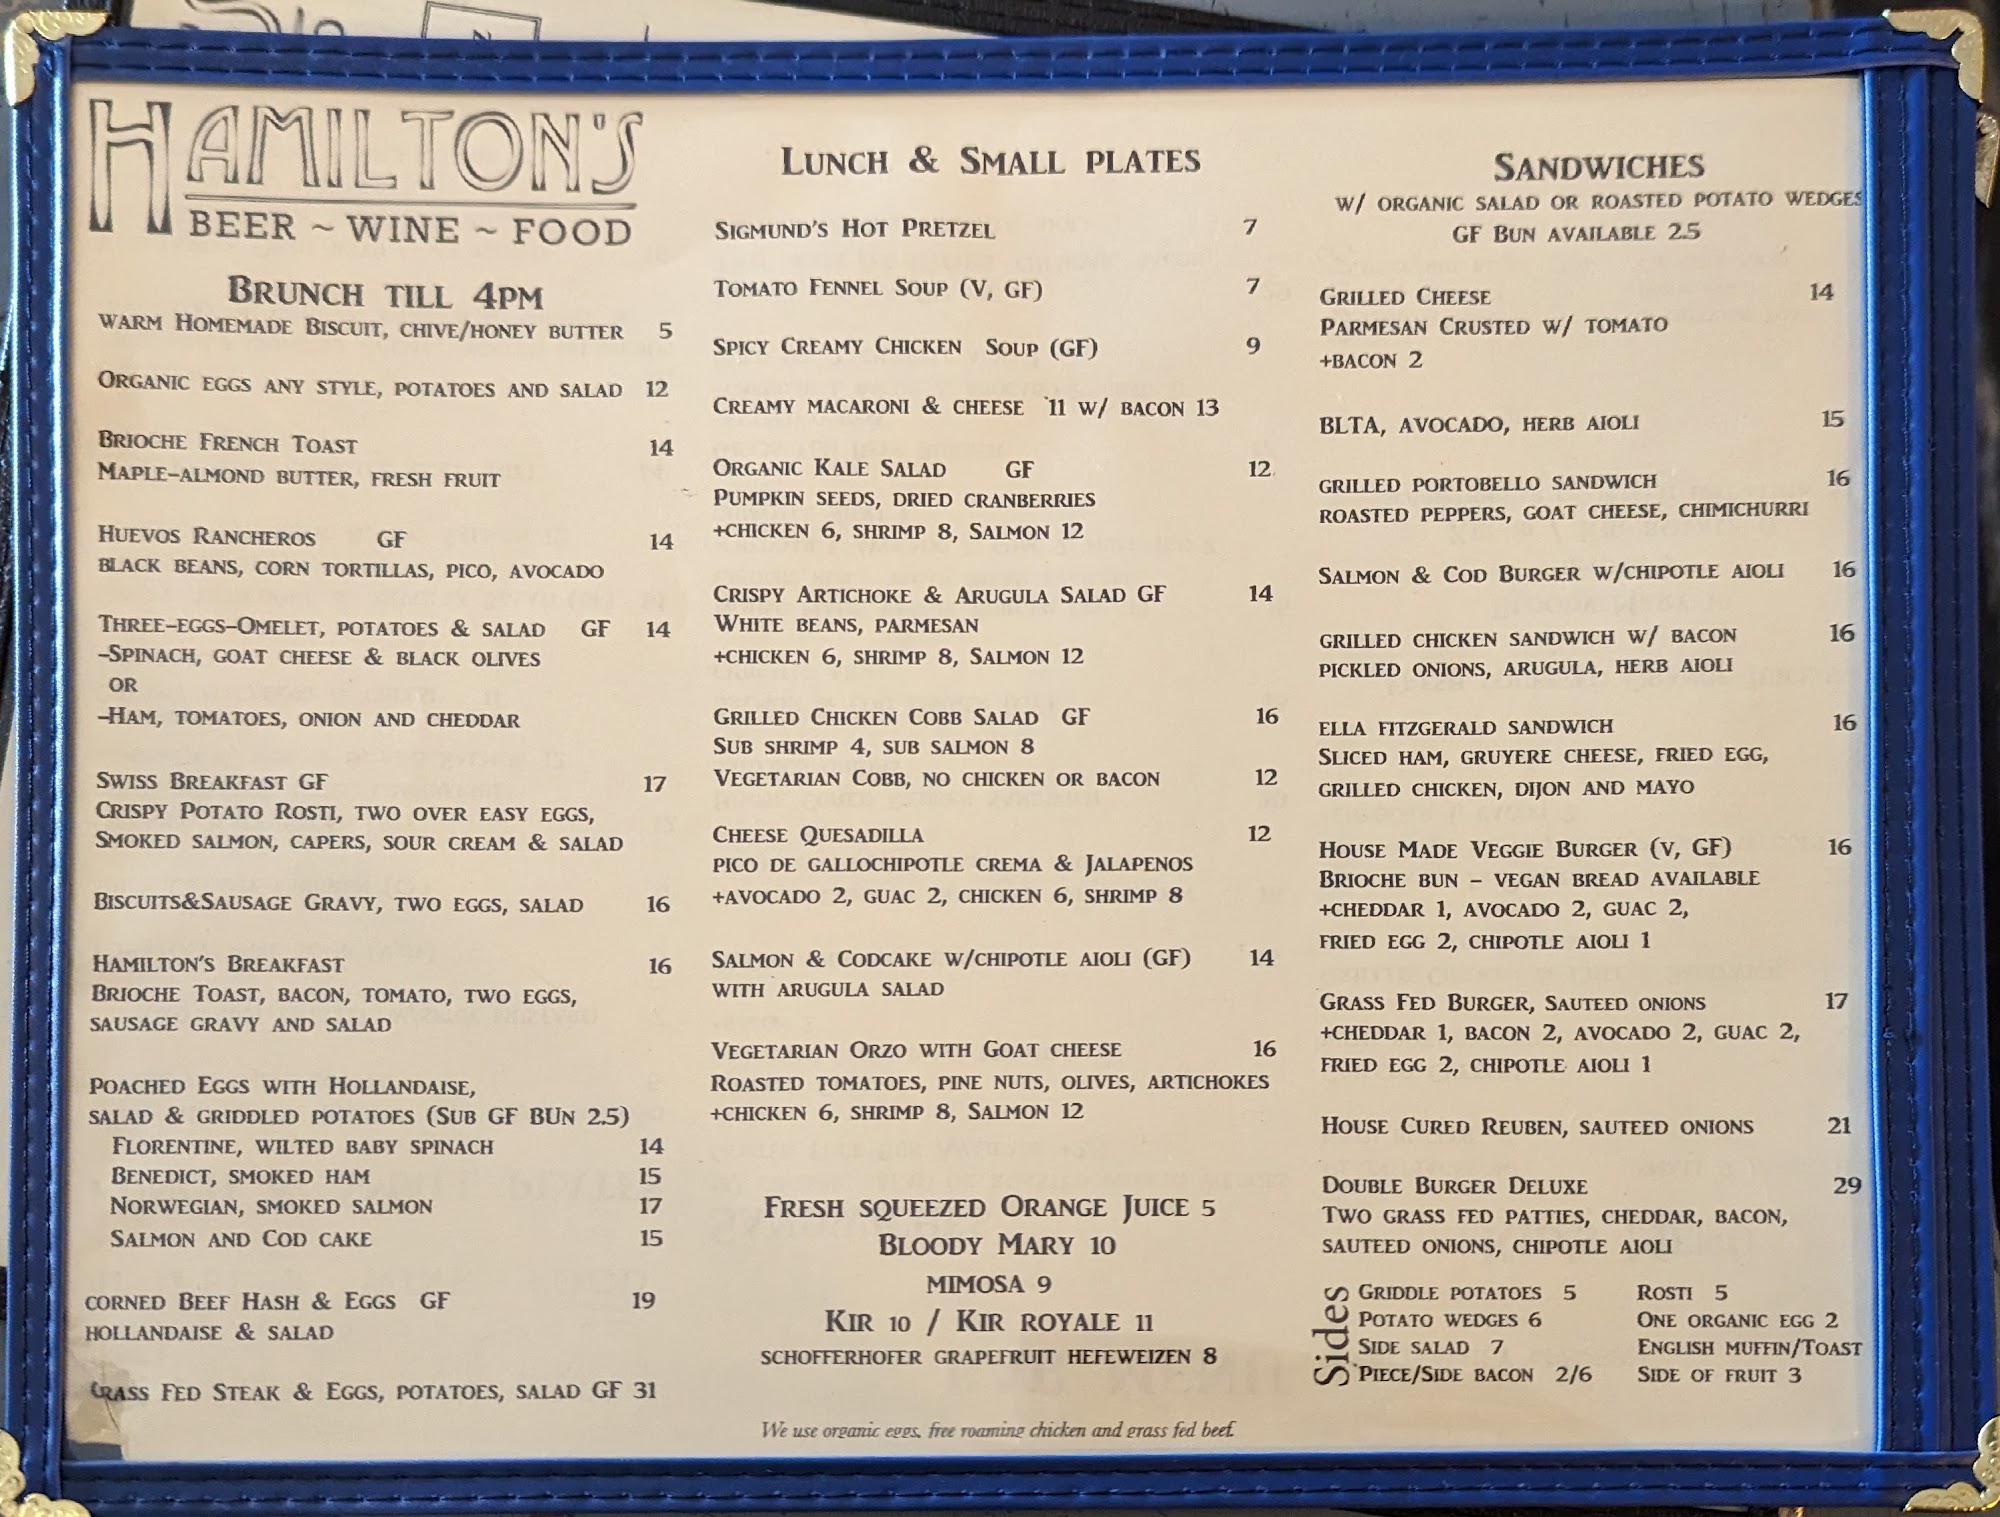 HAMILTON'S
BEER ~ WINE ~ FOOD
BRUNCH TILL 4PM
WARM HOMEMADE BISCUIT, CHIVE/HONEY BUTTER 5
ORGANIC EGGS ANY STYLE, POTATOES AND SALAD 12
BRIOCHE FRENCH TOAST 14
MAPLE-ALMOND BUTTER, FRESH FRUIT
HUEVOS RANCHEROS GF 14
BLACK BEANS, CORN TORTILLAS, PICO, AVOCADO
THREE-EGGS-OMELET, POTATOES & SALAD GF 14
-SPINACH, GOAT CHEESE & BLACK OLIVES
OR
-HAM, TOMATOES, ONION AND CHEDDAR
SWISS BREAKFAST GF 17
CRISPY POTATO ROSTI, TWO OVER EASY EGGS,
SMOKED SALMON, CAPERS, SOUR CREAM & SALAD
BISCUITS&SAUSAGE GRAVY, TWO EGGS, SALAD 16
HAMILTON'S BREAKFAST 16
BRIOCHE TOAST, BACON, TOMATO, TWO EGGS,
SAUSAGE GRAVY AND SALAD
POACHED EGGS WITH HOLLANDAISE,
SALAD & GRIDDLED POTATOES (SUB GF BUN 2.5)
FLORENTINE, WILTED BABY SPINACH 14
BENEDICT, SMOKED HAM 15
NORWEGIAN, SMOKED SALMON 17
SALMON AND COD CAKE 15
CORNED BEEF HASH & EGGS GF 19
HOLLANDAISE & SALAD
GRASS FED STEAK & EGGS, POTATOES, SALAD GF 31
LUNCH & SMALL PLATES
SIGMUND'S HOT PRETZEL 7
TOMATO FENNEL SOUP (V, GF) 7
SPICY CREAMY CHICKEN SOUP (GF) 9
CREAMY MACARONI & CHEESE 11 W/ BACON 13
ORGANIC KALE SALAD GF 12
PUMPKIN SEEDS, DRIED CRANBERRIES
+CHICKEN 6, SHRIMP 8, SALMON 12
CRISPY ARTICHOKE & ARUGULA SALAD GF 14
WHITE BEANS, PARMESAN
+CHICKEN 6, SHRIMP 8, SALMON 12
GRILLED CHICKEN COBB SALAD GF 16
SUB SHRIMP 4, SUB SALMON 8
VEGETARIAN COBB, NO CHICKEN OR BACON 12
CHEESE QUESADILLA 12
PICO DE GALLOCHIPOTLE CREMA & JALAPENOS
+AVOCADO 2, GUAC 2, CHICKEN 6, SHRIMP 8
SALMON & CODCAKE W/CHIPOTLE AIOLI (GF) 14
WITH ARUGULA SALAD
VEGETARIAN ORZO WITH GOAT CHEESE 16
ROASTED TOMATOES, PINE NUTS, OLIVES, ARTICHOKES
+CHICKEN 6, SHRIMP 8, SALMON 12
FRESH SQUEEZED ORANGE JUICE 5
BLOODY MARY 10
MIMOSA 9
KIR 10 / KIR ROYALE 11
SCHOFFERHOFER GRAPEFRUIT HEFEWEIZEN 8
We use organic eggs, free roaming chicken and grass fed beef.
SANDWICHES
W/ ORGANIC SALAD OR ROASTED POTATO WEDGES
GF BUN AVAILABLE 2.5
GRILLED CHEESE 14
PARMESAN CRUSTED W/ TOMATO
+BACON 2
BLTA, AVOCADO, HERB AIOLI 15
GRILLED PORTOBELLO SANDWICH 16
ROASTED PEPPERS, GOAT CHEESE, CHIMICHURRI
SALMON & COD BURGER W/CHIPOTLE AIOLI 16
GRILLED CHICKEN SANDWICH W/ BACON 16
PICKLED ONIONS, ARUGULA, HERB AIOLI
ELLA FITZGERALD SANDWICH 16
SLICED HAM, GRUYERE CHEESE, FRIED EGG,
GRILLED CHICKEN, DIJON AND MAYO
HOUSE MADE VEGGIE BURGER (V, GF) 16
BRIOCHE BUN - VEGAN BREAD AVAILABLE
+CHEDDAR 1, AVOCADO 2, GUAC 2,
FRIED EGG 2, CHIPOTLE AIOLI 1
GRASS FED BURGER, SAUTEED ONIONS 17
+CHEDDAR 1, BACON 2, AVOCADO 2, GUAC 2,
FRIED EGG 2, CHIPOTLE AIOLI 1
HOUSE CURED REUBEN, SAUTEED ONIONS 21
DOUBLE BURGER DELUXE 29
TWO GRASS FED PATTIES, CHEDDAR, BACON,
SAUTEED ONIONS, CHIPOTLE AIOLI
Sides
GRIDDLE POTATOES 5
POTATO WEDGES 6
SIDE SALAD 7
PIECE/SIDE BACON 2/6
ROSTI 5
ONE ORGANIC EGG 2
ENGLISH MUFFIN/TOAST
SIDE OF FRUIT 3